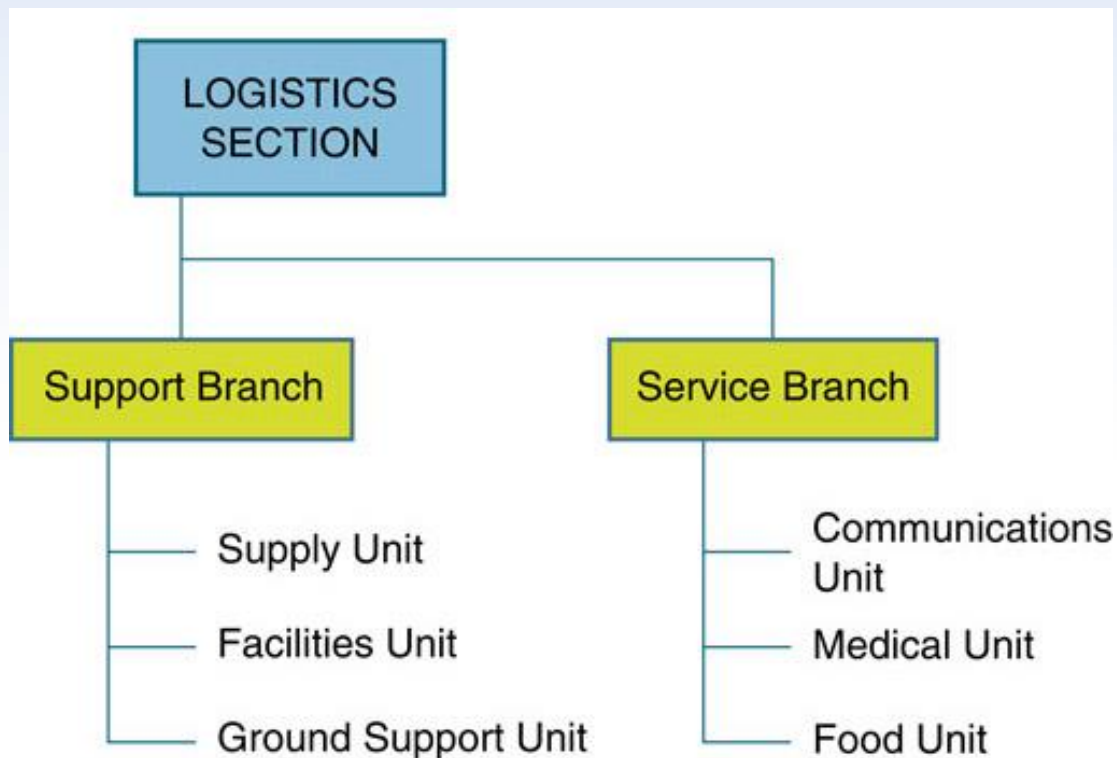 LOGISTICS
SECTION
Support Branch
Supply Unit
Facilities Unit
Ground Support Unit
Service Branch
Communications
Unit
Medical Unit
Food Unit